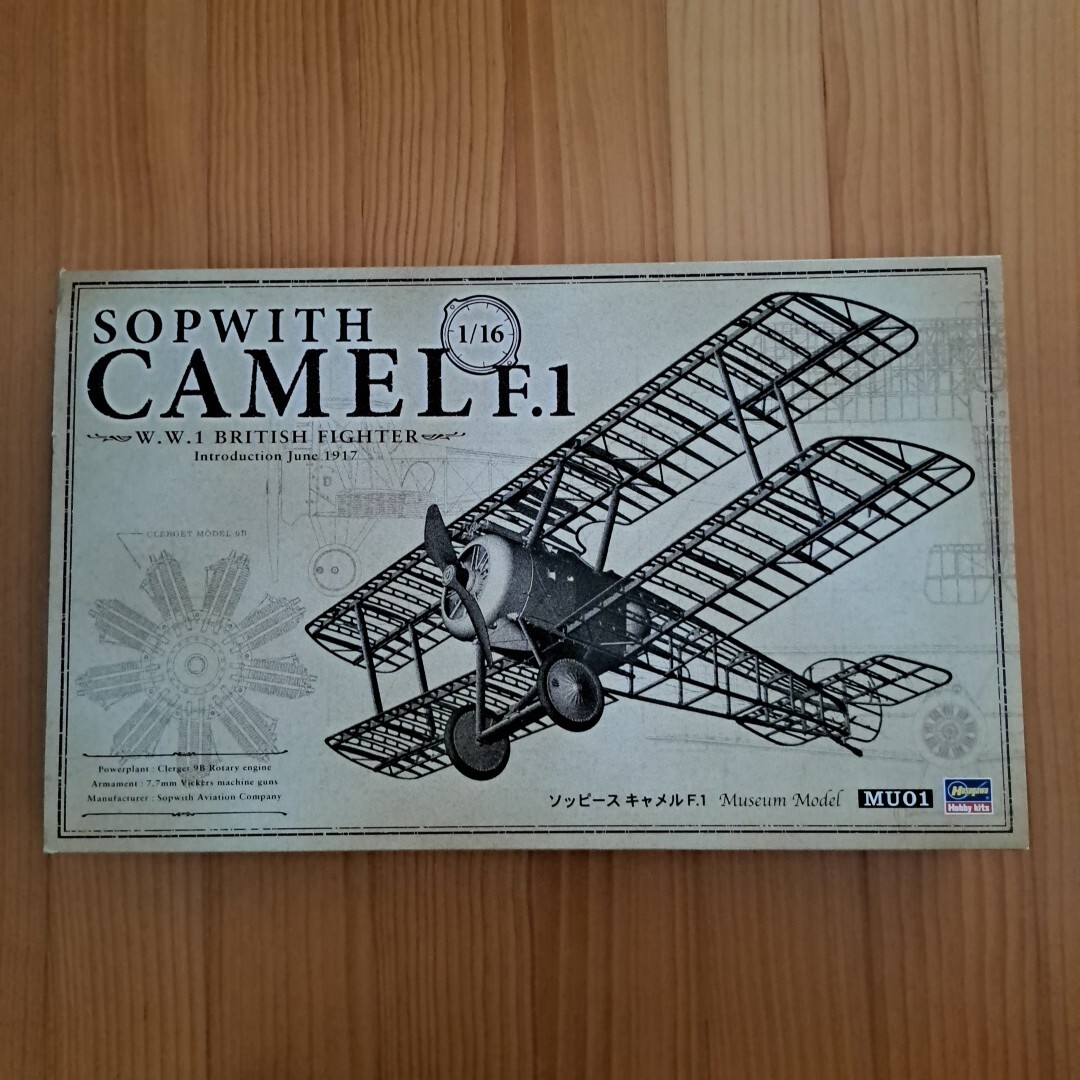 SOPWITH
1/16
CAMEL F.1
W.W.1 BRITISH FIGHTER
Introduction June 1917
CLERGET MODEL 9B
Powerplant : Clerget 9B Rotary engine
Armament : 7.7mm Vickers machine guns
Manufacturer : Sopwith Aviation Company
ソッピース キャメル F.1 Museum Model MU01
Hasegawa
Hobby kits